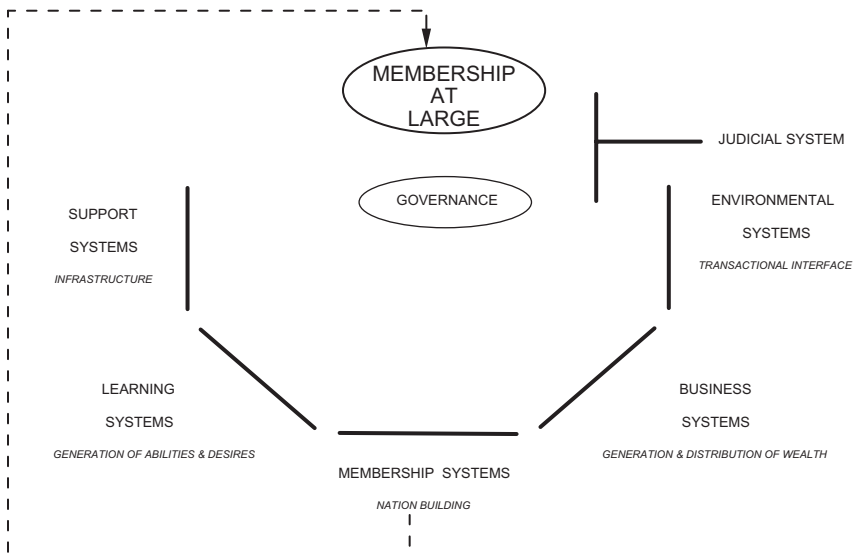 MEMBERSHIP
AT
LARGE
JUDICIAL SYSTEM
GOVERNANCE
SUPPORT
SYSTEMS
INFRASTRUCTURE
ENVIRONMENTAL
SYSTEMS
TRANSACTIONAL INTERFACE
LEARNING
SYSTEMS
GENERATION OF ABILITIES & DESIRES
BUSINESS
SYSTEMS
GENERATION & DISTRIBUTION OF WEALTH
MEMBERSHIP SYSTEMS
NATION BUILDING